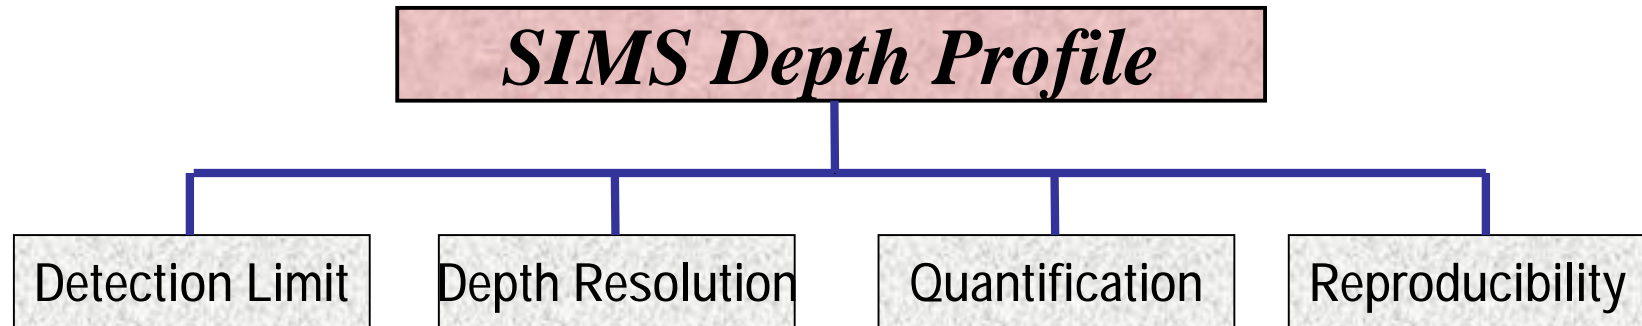 SIMS Depth Profile
Detection Limit
Depth Resolution
Quantification
Reproducibility